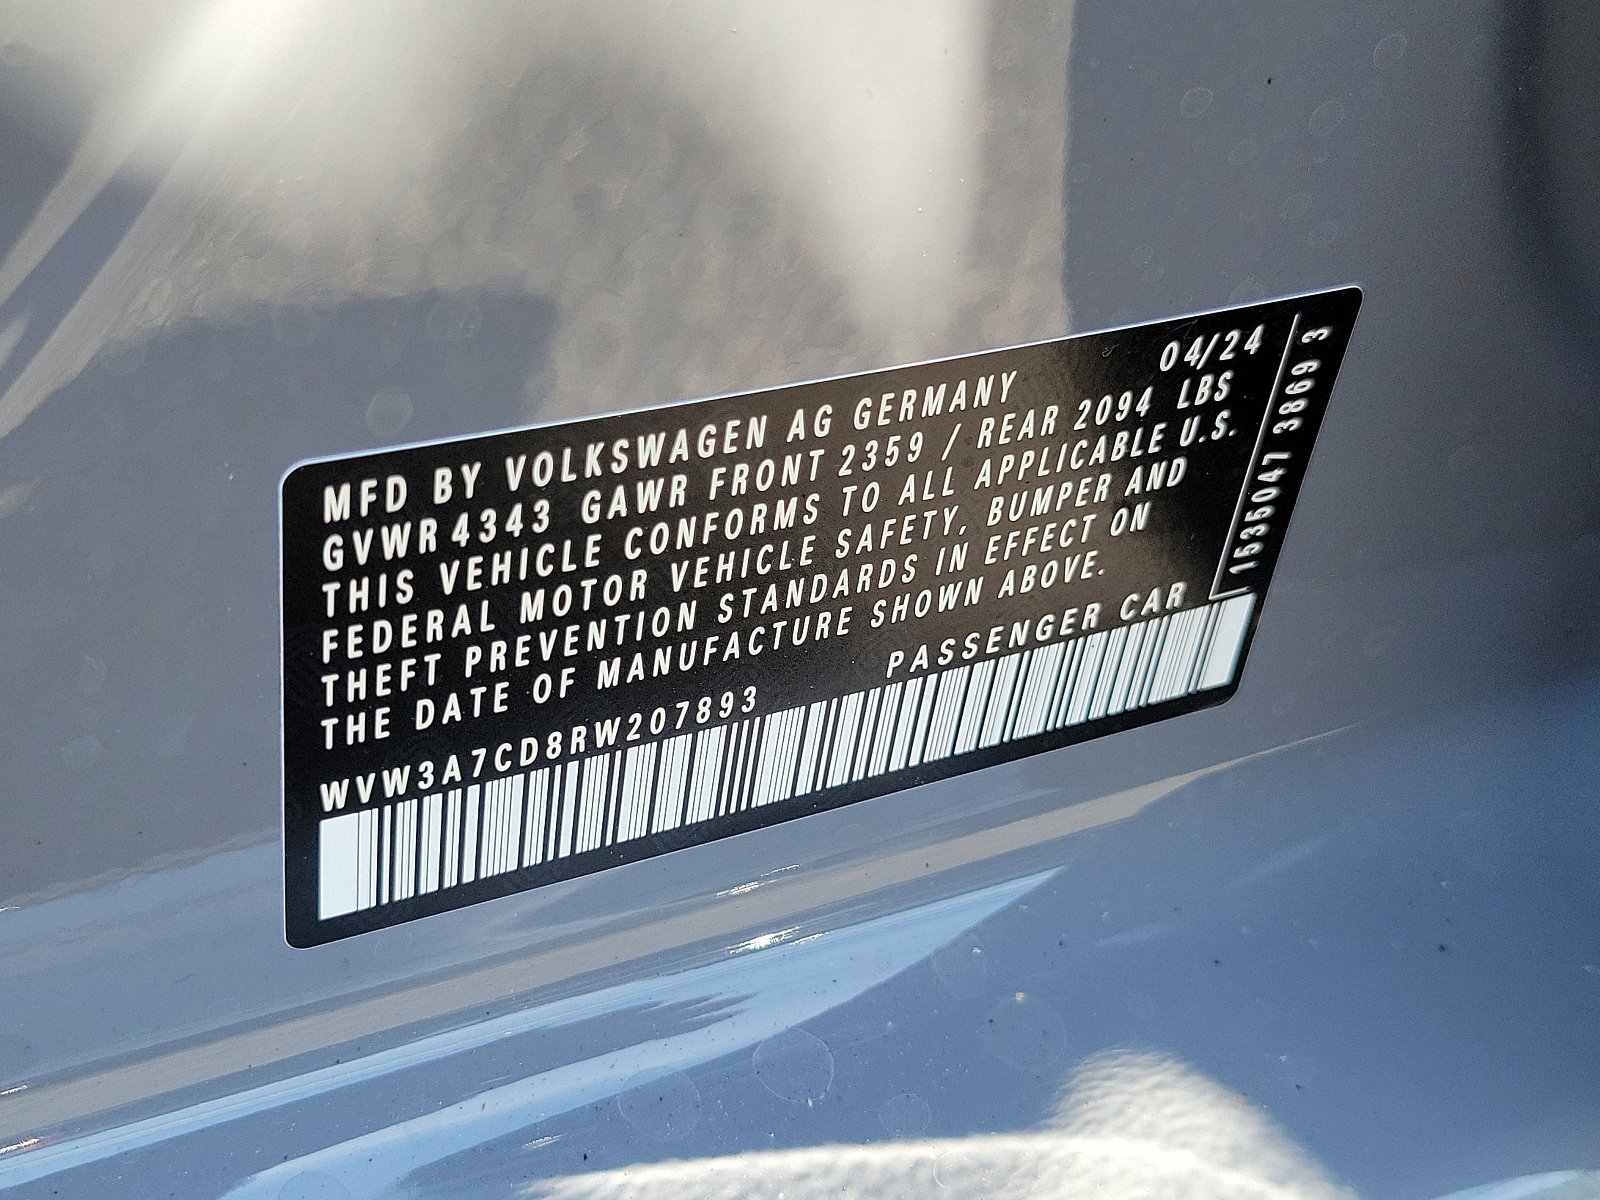 04/24
MFD BY VOLKSWAGEN AG GERMANY
GVWR 4343 GAWR FRONT 2359 / REAR 2094 LBS
THIS VEHICLE CONFORMS TO ALL APPLICABLE U.S.
FEDERAL MOTOR VEHICLE SAFETY, BUMPER AND
THEFT PREVENTION STANDARDS IN EFFECT ON
THE DATE OF MANUFACTURE SHOWN ABOVE.
WVW3A7CD8RW207893 PASSENGER CAR
1535047 3869 3